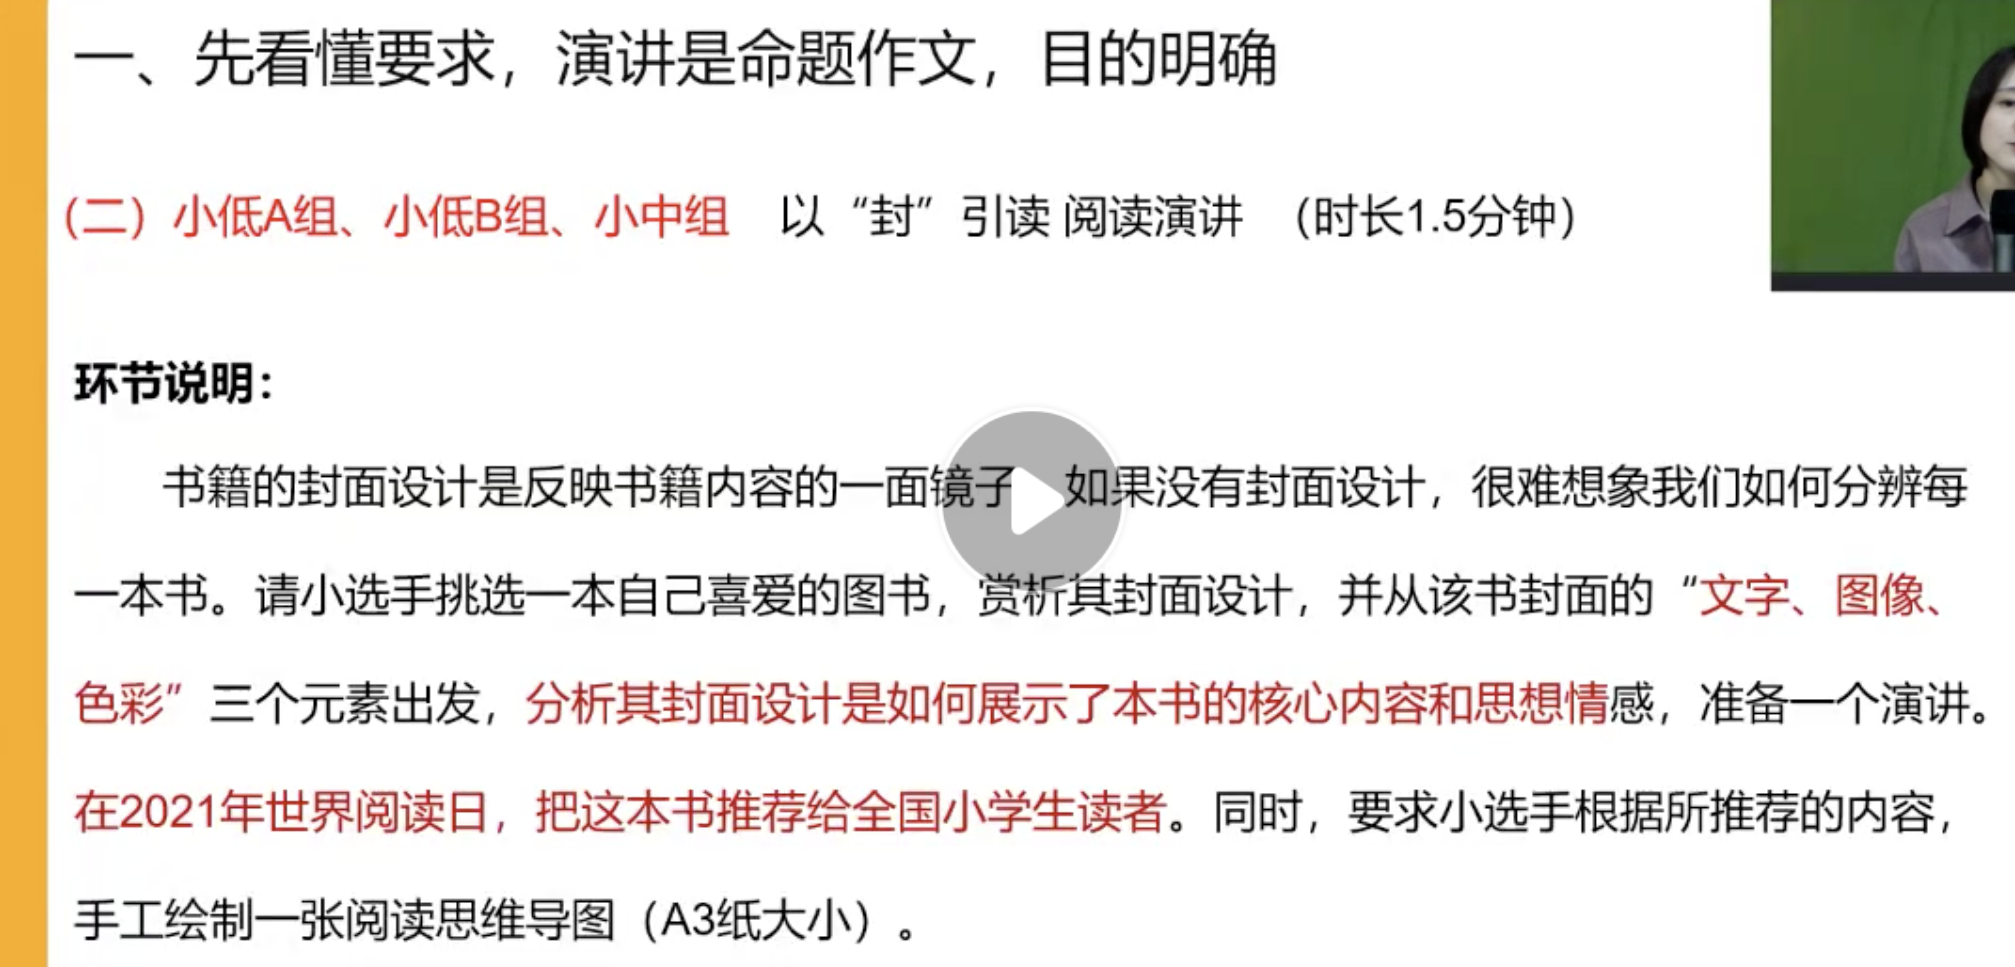 一、先看懂要求，演讲是命题作文，目的明确
（二）小低A组、小低B组、小中组 以“封”引读 阅读演讲 （时长1.5分钟）
环节说明：
书籍的封面设计是反映书籍内容的一面镜子 如果没有封面设计，很难想象我们如何分辨每
一本书。请小选手挑选一本自己喜爱的图书，赏析其封面设计，并从该书封面的“文字、图像、
色彩”三个元素出发，分析其封面设计是如何展示了本书的核心内容和思想情感，准备一个演讲。
在2021年世界阅读日，把这本书推荐给全国小学生读者。同时，要求小选手根据所推荐的内容，
手工绘制一张阅读思维导图（A3纸大小）。